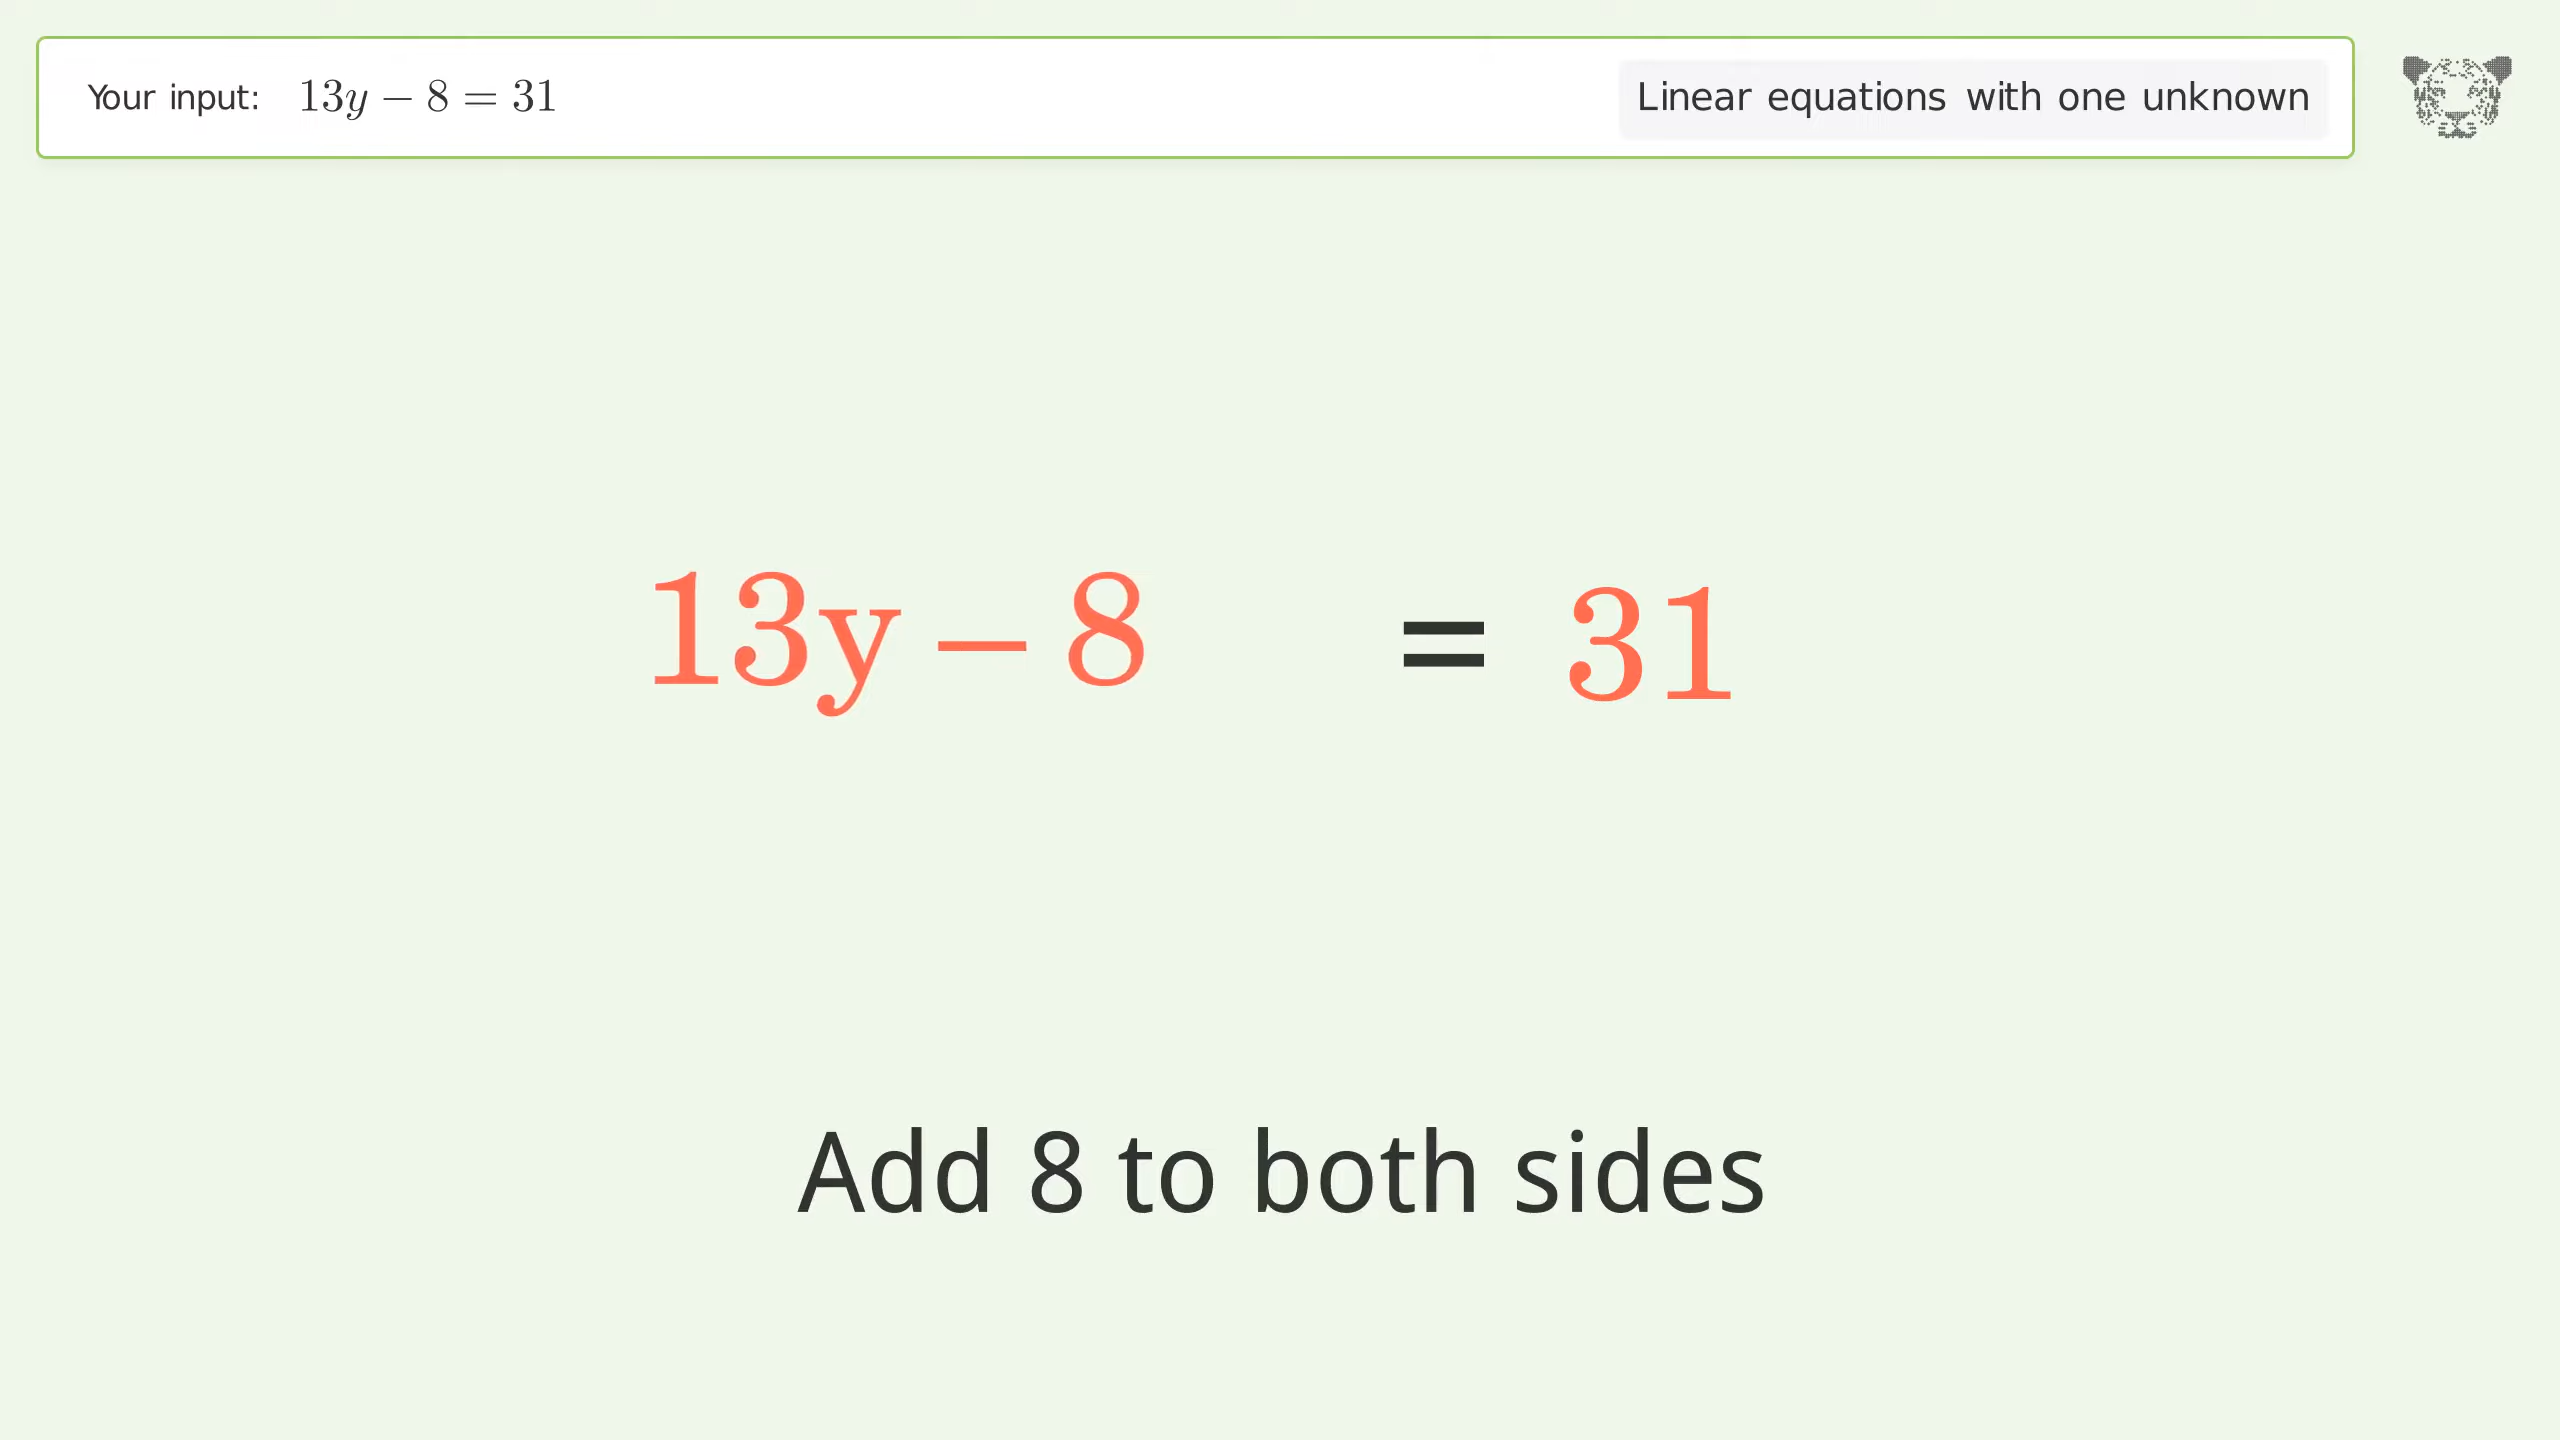 Your input: 13y − 8 = 31
Linear equations with one unknown
13y − 8 = 31
Add 8 to both sides